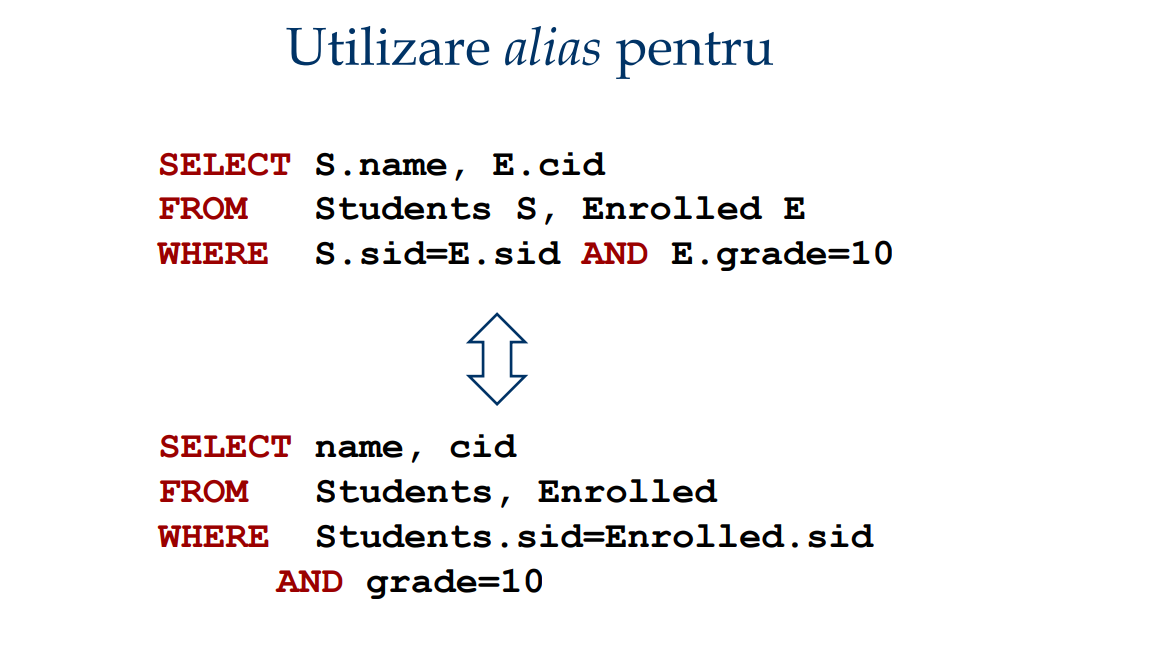 Utilizare alias pentru
SELECT S.name, E.cid
FROM Students S, Enrolled E
WHERE S.sid=E.sid AND E.grade=10
SELECT name, cid
FROM Students, Enrolled
WHERE Students.sid=Enrolled.sid
AND grade=10